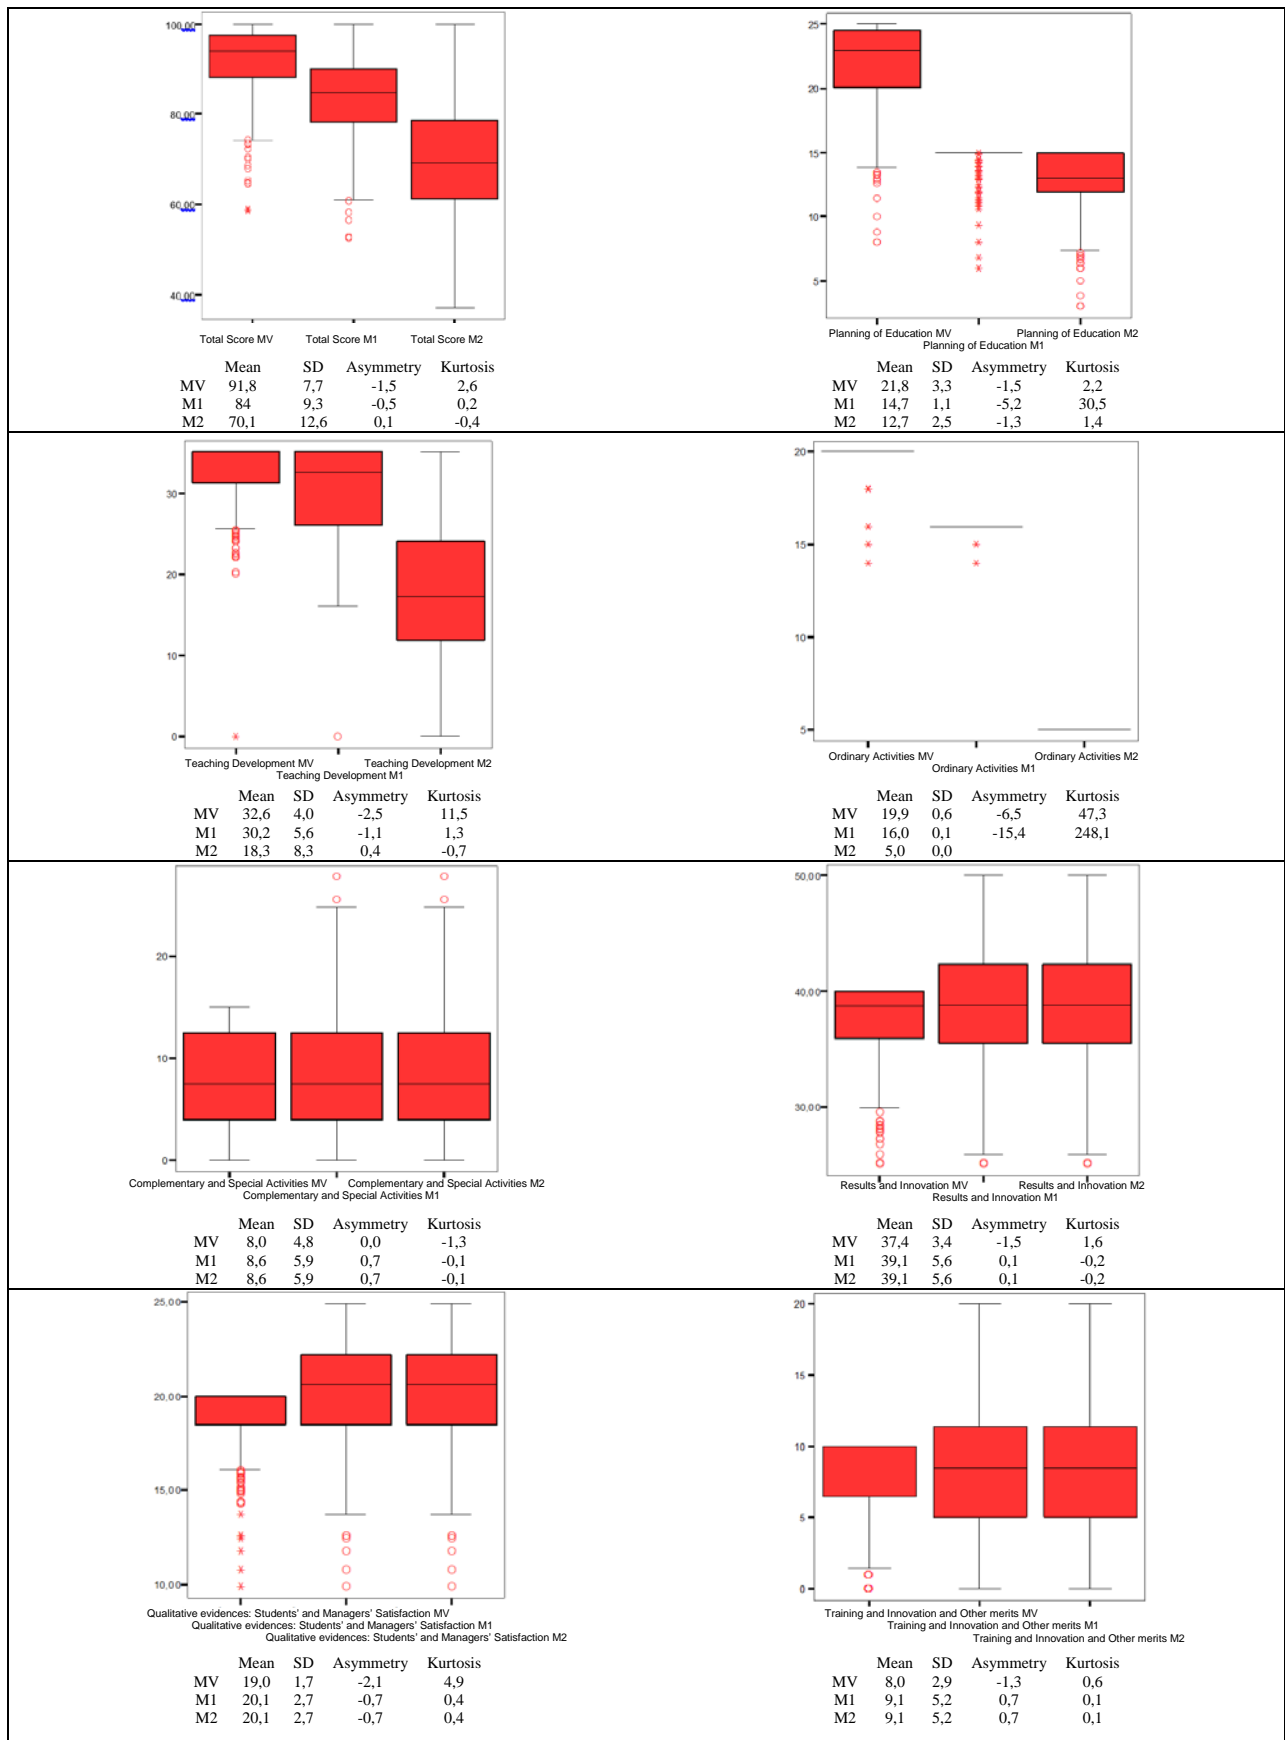 100,00
80,00
60,00
40,00
Total Score MV Total Score M1 Total Score M2
Mean SD Asymmetry Kurtosis
MV 91,8 7,7 -1,5 2,6
M1 84 9,3 -0,5 0,2
M2 70,1 12,6 0,1 -0,4
25
20
15
10
5
Planning of Education MV Planning of Education M2
Planning of Education M1
Mean SD Asymmetry Kurtosis
MV 21,8 3,3 -1,5 2,2
M1 14,7 1,1 -5,2 30,5
M2 12,7 2,5 -1,3 1,4
30
20
10
0
Teaching Development MV Teaching Development M2
Teaching Development M1
Mean SD Asymmetry Kurtosis
MV 32,6 4,0 -2,5 11,5
M1 30,2 5,6 -1,1 1,3
M2 18,3 8,3 0,4 -0,7
20
15
10
5
Ordinary Activities MV Ordinary Activities M2
Ordinary Activities M1
Mean SD Asymmetry Kurtosis
MV 19,9 0,6 -6,5 47,3
M1 16,0 0,1 -15,4 248,1
M2 5,0 0,0
20
10
0
Complementary and Special Activities MV Complementary and Special Activities M2
Complementary and Special Activities M1
Mean SD Asymmetry Kurtosis
MV 8,0 4,8 0,0 -1,3
M1 8,6 5,9 0,7 -0,1
M2 8,6 5,9 0,7 -0,1
50,00
40,00
30,00
Results and Innovation MV Results and Innovation M2
Results and Innovation M1
Mean SD Asymmetry Kurtosis
MV 37,4 3,4 -1,5 1,6
M1 39,1 5,6 0,1 -0,2
M2 39,1 5,6 0,1 -0,2
25,00
20,00
15,00
10,00
Qualitative evidences: Students' and Managers' Satisfaction MV
Qualitative evidences: Students' and Managers' Satisfaction M1
Qualitative evidences: Students' and Managers' Satisfaction M2
Mean SD Asymmetry Kurtosis
MV 19,0 1,7 -2,1 4,9
M1 20,1 2,7 -0,7 0,4
M2 20,1 2,7 -0,7 0,4
20
15
10
5
0
Training and Innovation and Other merits MV
Training and Innovation and Other merits M1
Training and Innovation and Other merits M2
Mean SD Asymmetry Kurtosis
MV 8,0 2,9 -1,3 0,6
M1 9,1 5,2 0,7 0,1
M2 9,1 5,2 0,7 0,1